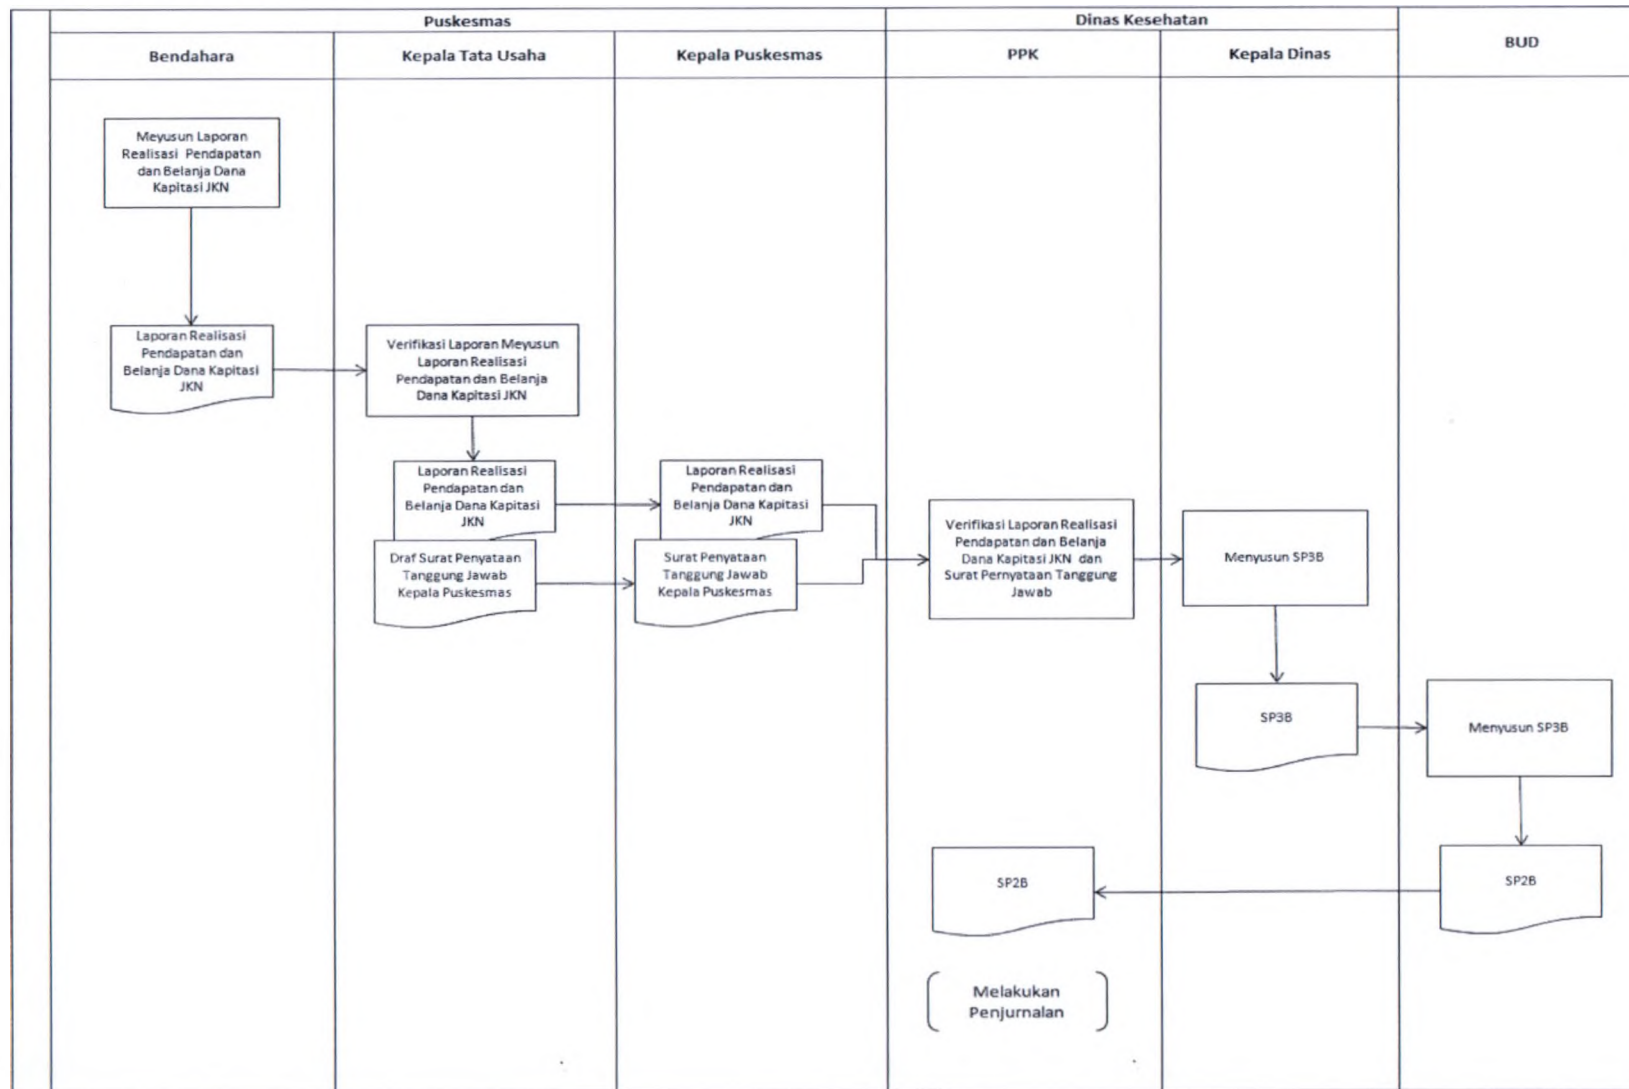 Puskesmas
Dinas Kesehatan
BUD
Bendahara
Kepala Tata Usaha
Kepala Puskesmas
PPK
Kepala Dinas
Meyusun Laporan
Realisasi Pendapatan
dan Belanja Dana
Kapitasi JKN
Laporan Realisasi
Pendapatan dan
Belanja Dana Kapitasi
JKN
Verifikasi Laporan Meyusun
Laporan Realisasi
Pendapatan dan Belanja
Dana Kapitasi JKN
Laporan Realisasi
Pendapatan dan
Belanja Dana Kapitasi
JKN
Draf Surat Penyataan
Tanggung Jawab
Kepala Puskesmas
Laporan Realisasi
Pendapatan dan
Belanja Dana Kapitasi
JKN
Surat Penyataan
Tanggung Jawab
Kepala Puskesmas
Verifikasi Laporan Realisasi
Pendapatan dan Belanja
Dana Kapitasi JKN dan
Surat Pernyataan Tanggung
Jawab
Menyusun SP3B
SP3B
Menyusun SP3B
SP2B
SP2B
Melakukan
Penjurnalan